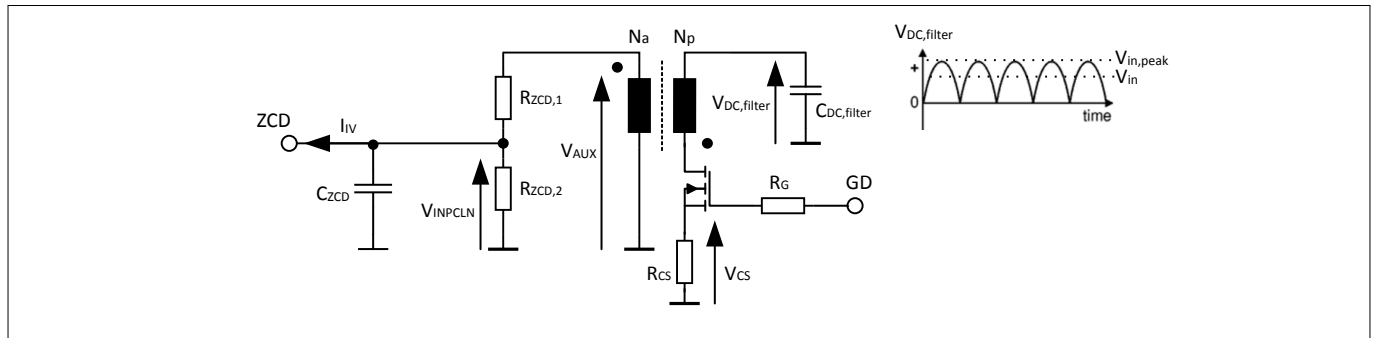 Na Np
VDC,filter
Vin,peak
Vin
+
0
time
RZCD,1
ZCD
IIV
VDC,filter
CDC,filter
VAUX
CZCD
VINPCLN
RZCD,2
RG
GD
RCS
VCS